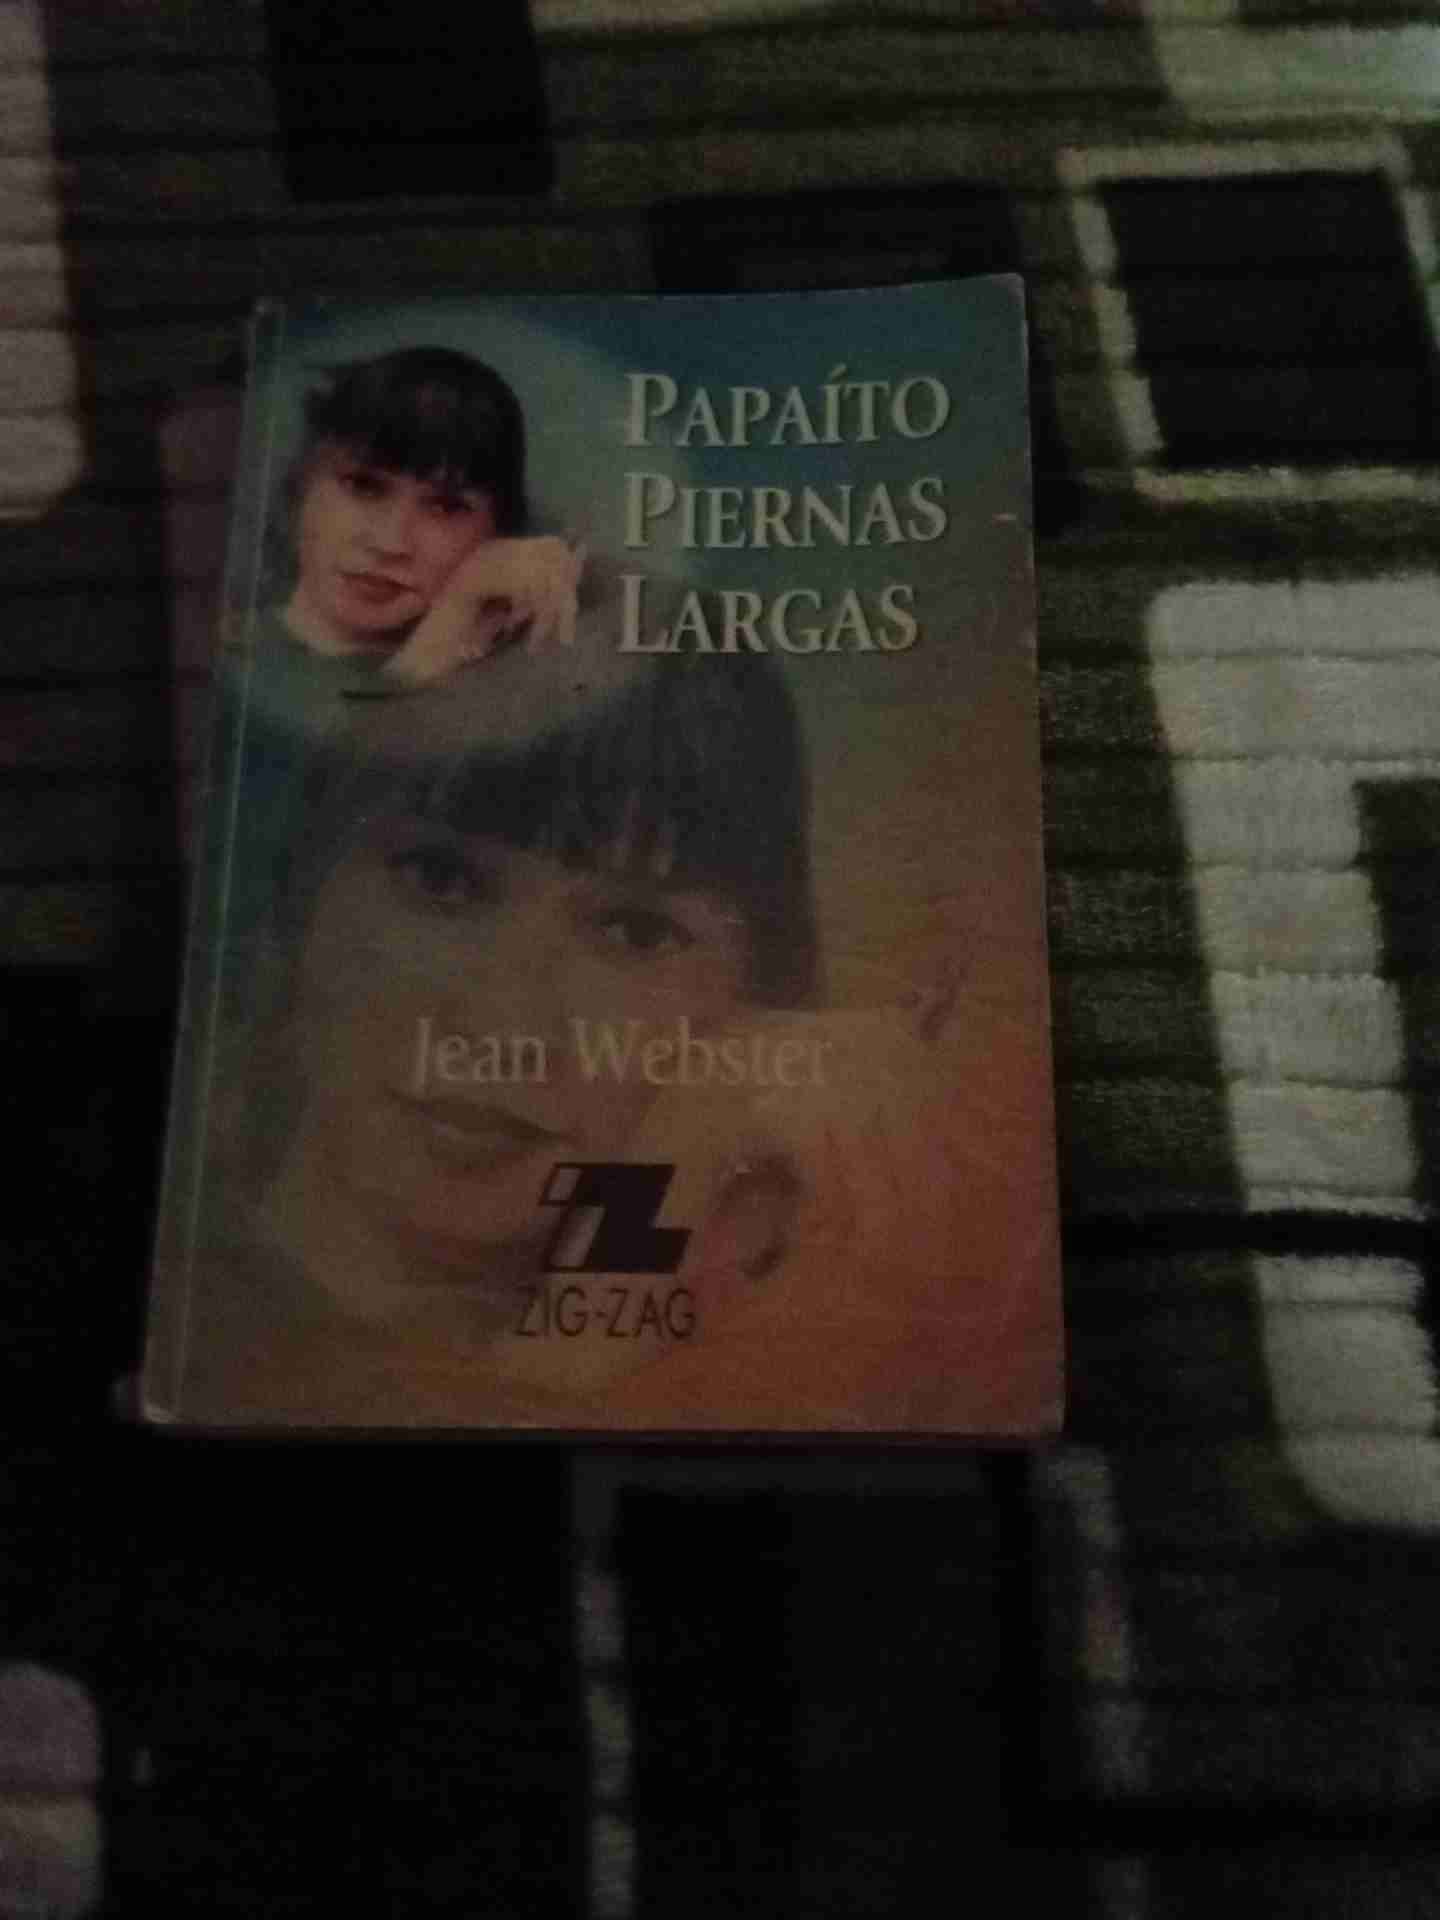 PAPAÍTO
PIERNAS
LARGAS
Jean Webster
ZIG-ZAG